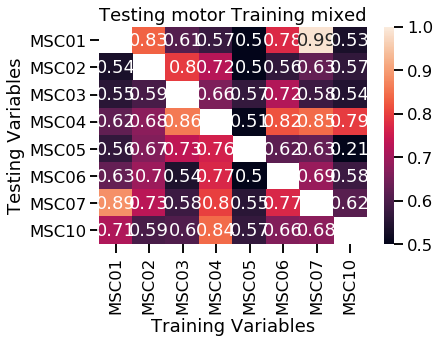 Testing motor Training mixed
Testing Variables
MSC01 0.83 0.61 0.57 0.5 0.78 0.99 0.53
MSC02 0.54 0.8 0.72 0.5 0.56 0.63 0.57
MSC03 0.55 0.59 0.66 0.57 0.72 0.58 0.54
MSC04 0.62 0.68 0.86 0.51 0.82 0.85 0.79
MSC05 0.56 0.67 0.73 0.76 0.62 0.63 0.21
MSC06 0.63 0.7 0.54 0.77 0.5 0.69 0.58
MSC07 0.89 0.73 0.58 0.8 0.55 0.77 0.62
MSC10 0.71 0.59 0.6 0.84 0.57 0.66 0.68
MSC01 MSC02 MSC03 MSC04 MSC05 MSC06 MSC07 MSC10
Training Variables
1.0
0.9
0.8
0.7
0.6
0.5